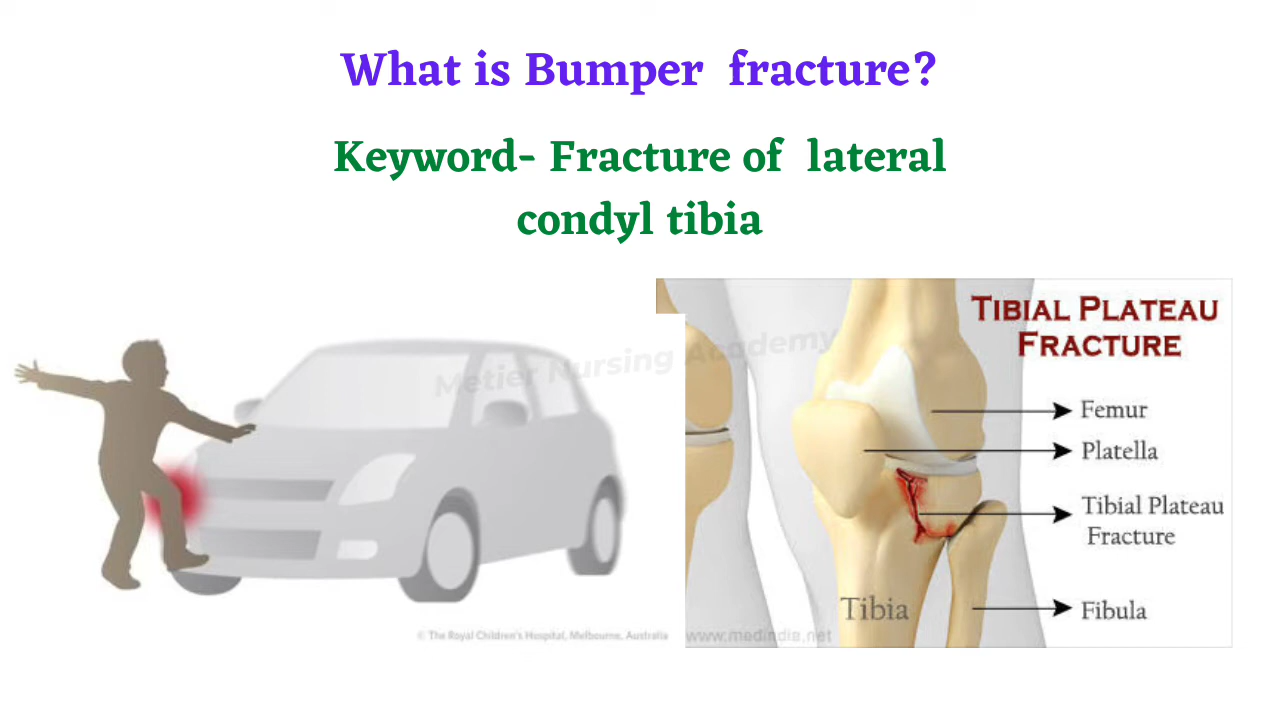 What is Bumper fracture?
Keyword- Fracture of lateral
condyl tibia
Metier Nursing Academy
TIBIAL PLATEAU
FRACTURE
Femur
Platella
Tibial Plateau
Fracture
Tibia
Fibula
© The Royal Children's Hospital, Melbourne, Australia
www.medindia.net